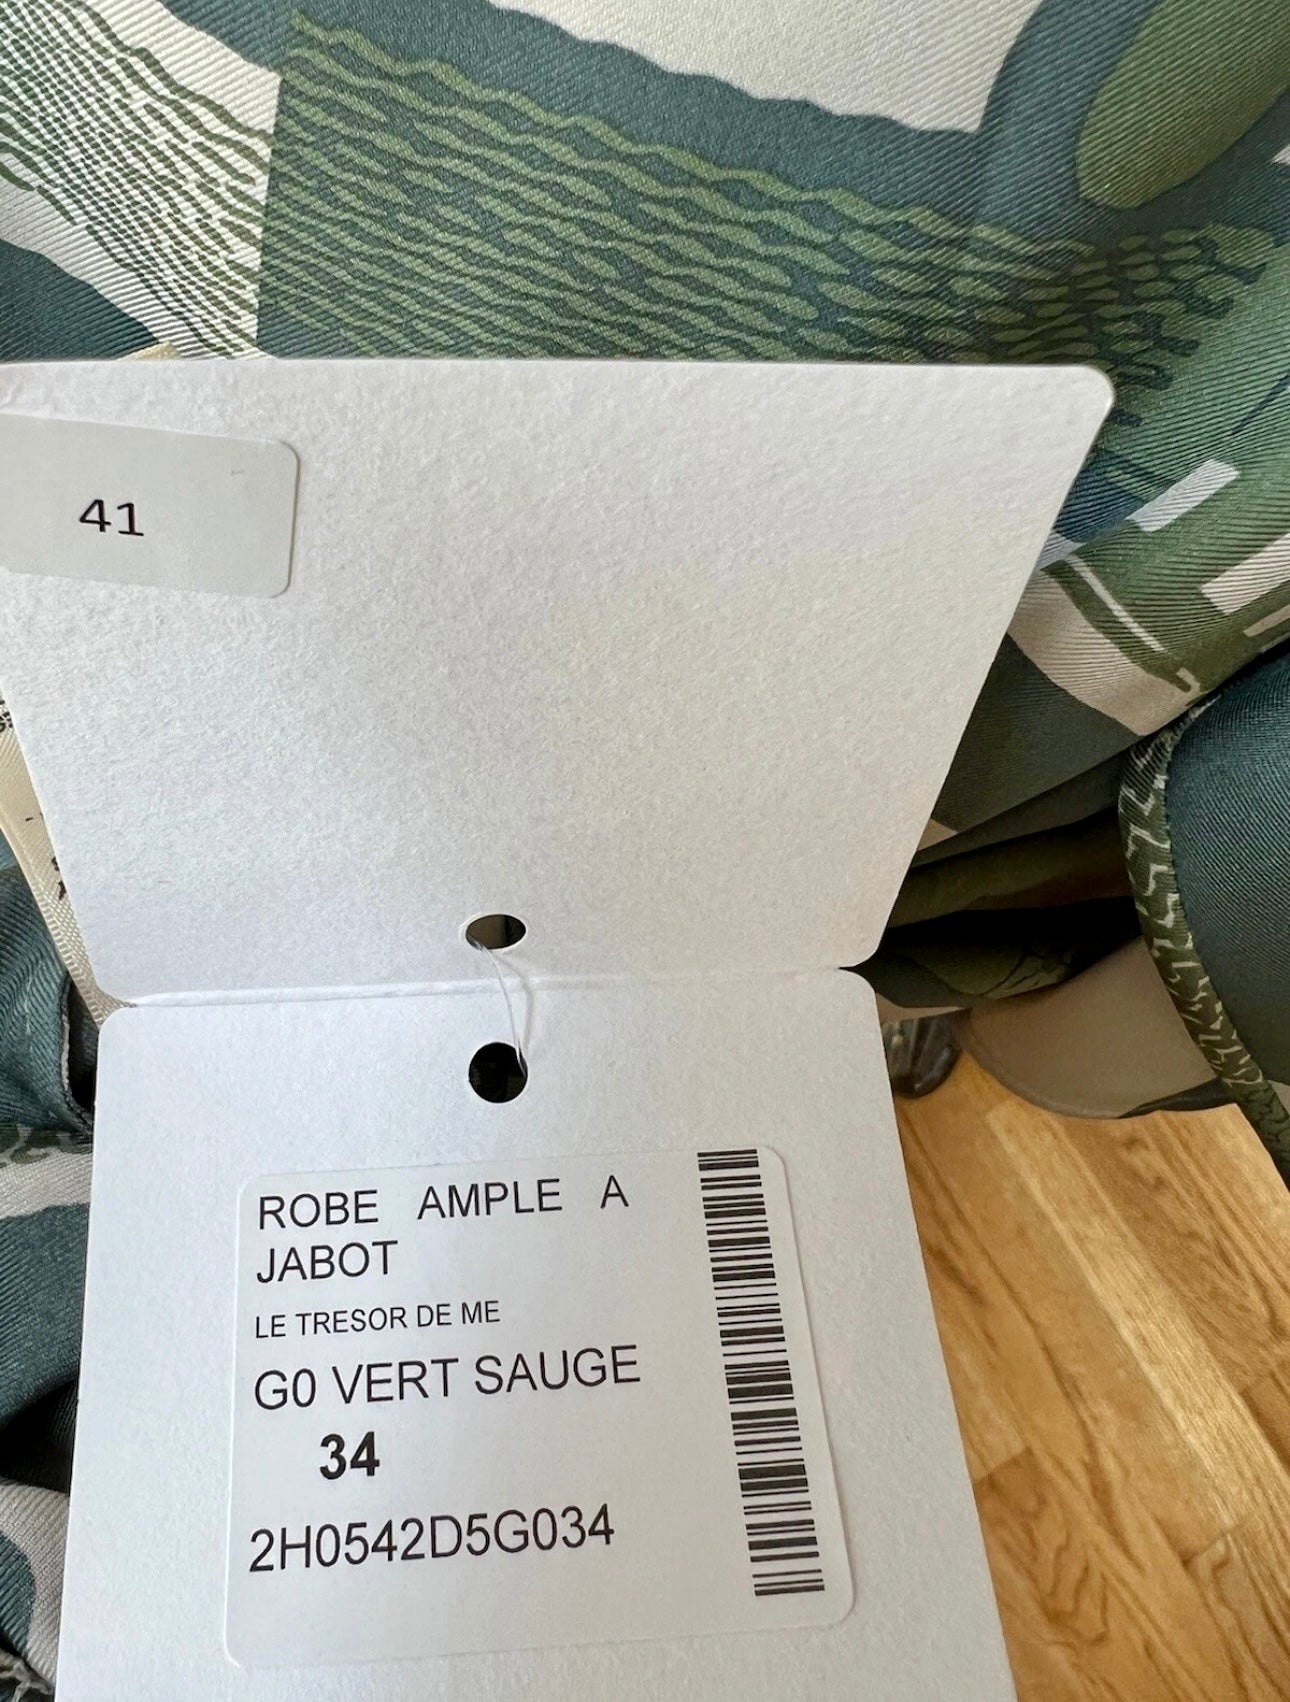 41
ROBE AMPLE A
JABOT
LE TRESOR DE ME
G0 VERT SAUGE
34
2H0542D5G034